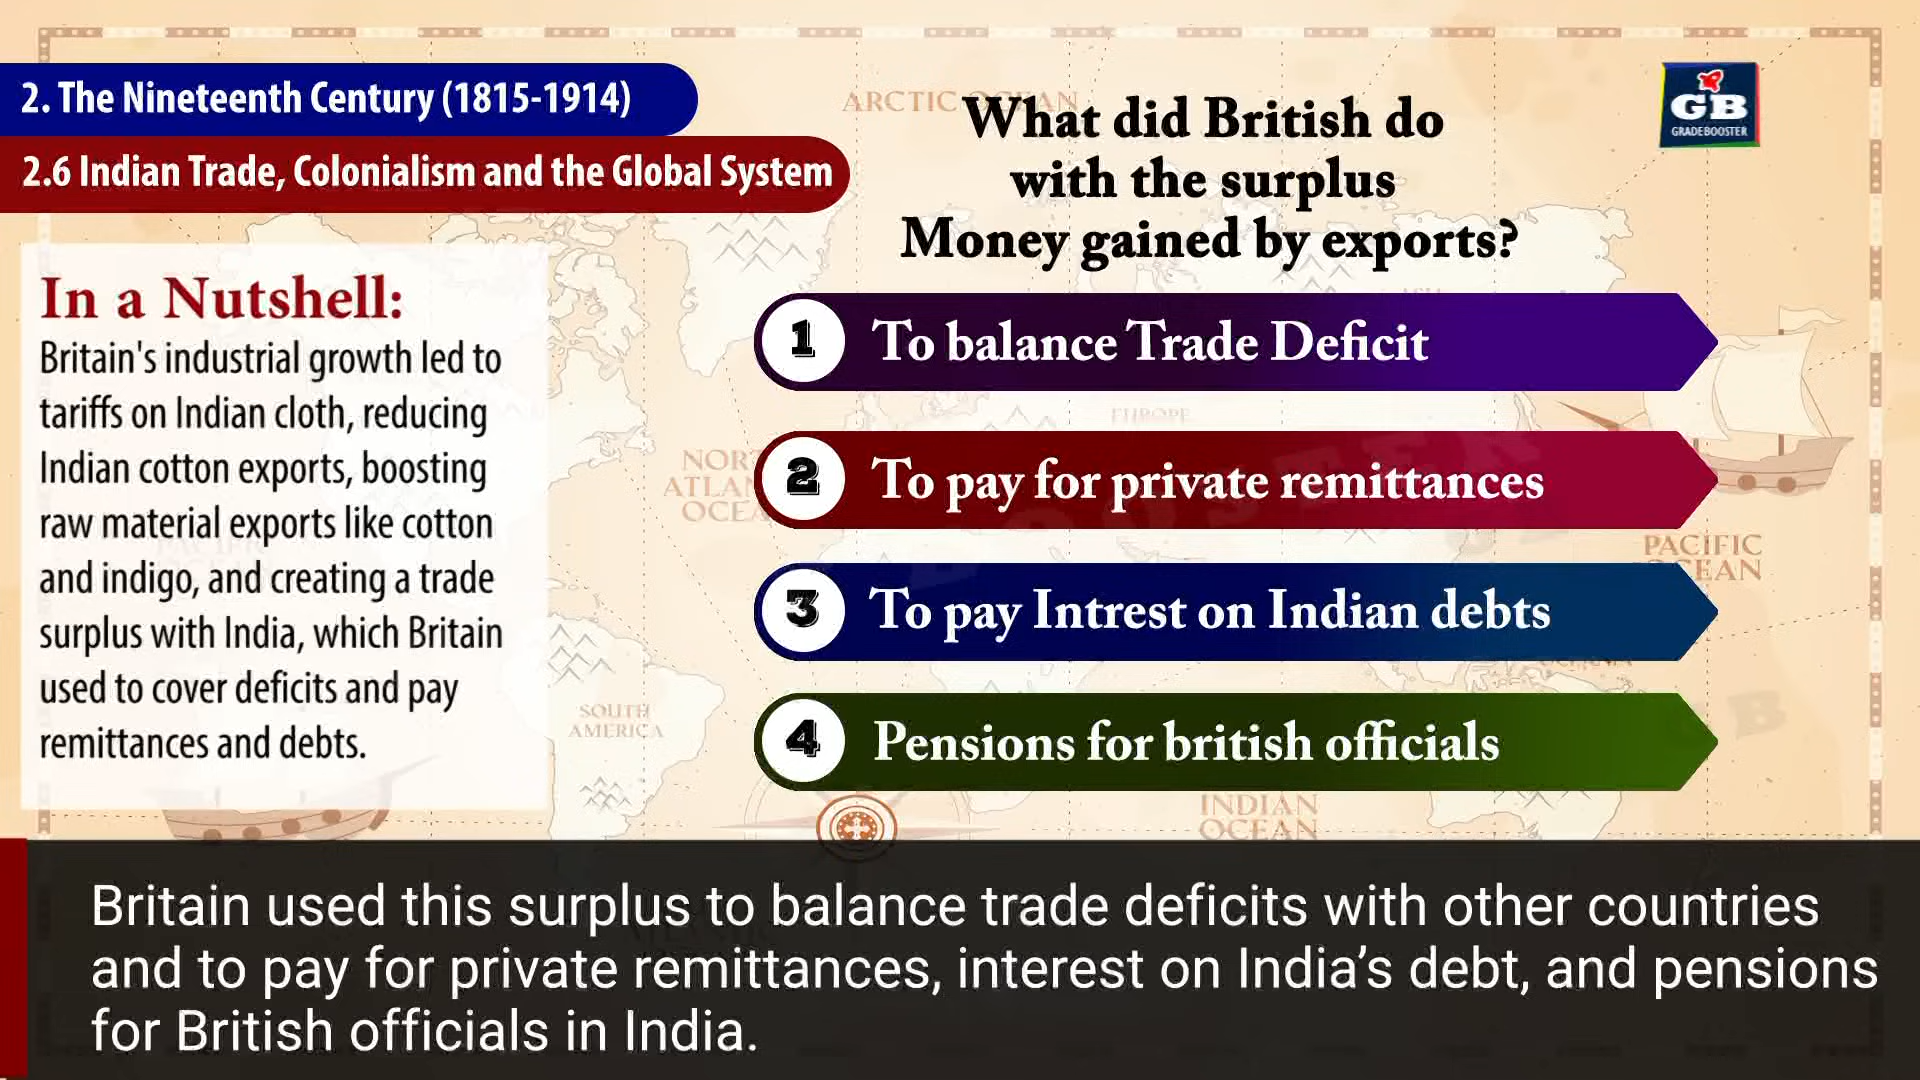 2. The Nineteenth Century (1815-1914)
2.6 Indian Trade, Colonialism and the Global System
ARCTIC OCEAN
What did British do
with the surplus
Money gained by exports?
GB
GRADEBOOSTER
In a Nutshell:
Britain's industrial growth led to
tariffs on Indian cloth, reducing
Indian cotton exports, boosting
raw material exports like cotton
and indigo, and creating a trade
surplus with India, which Britain
used to cover deficits and pay
remittances and debts.
1 To balance Trade Deficit
EUROPE
2 To pay for private remittances
3 To pay Intrest on Indian debts
4 Pensions for british officials
PACIFIC
OCEAN
SOUTH
AMERICA
INDIAN
OCEAN
Britain used this surplus to balance trade deficits with other countries
and to pay for private remittances, interest on India’s debt, and pensions
for British officials in India.